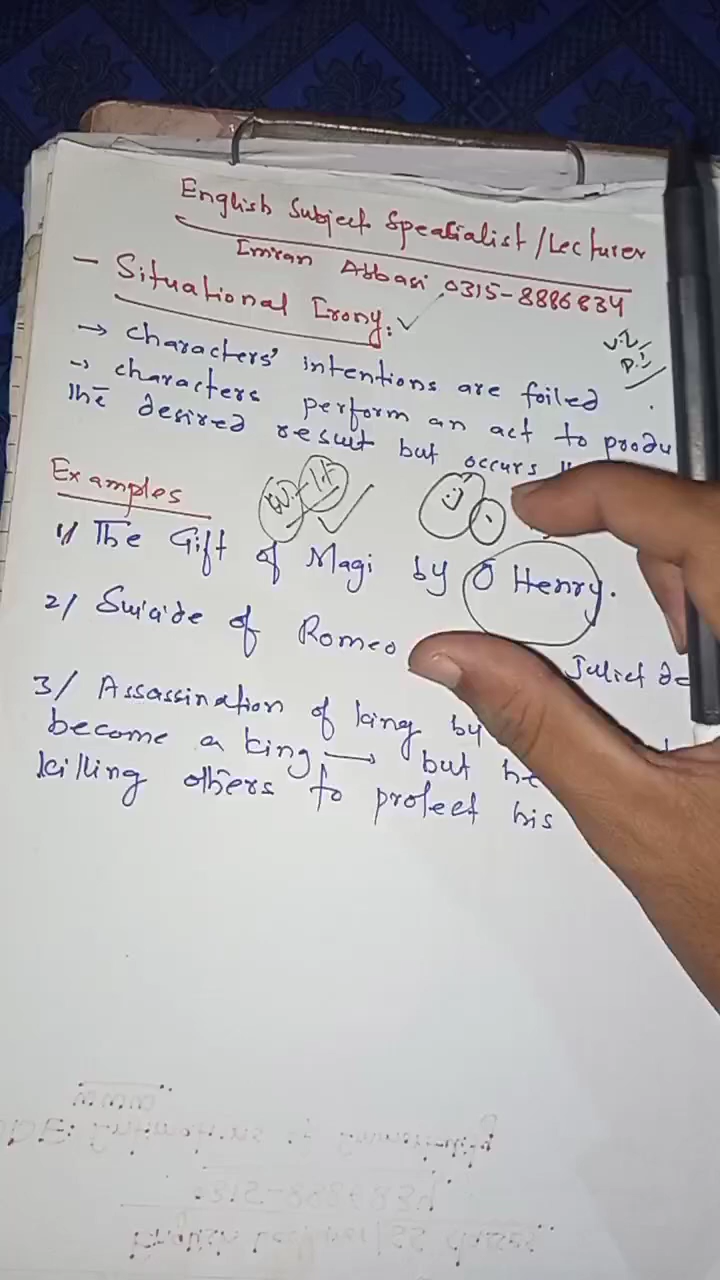 English Subject Specialist/Lecturer
Imran Abbasi 0315-8886834
- Situational Irony:
→ characters' intentions are foiled
→ characters perform an act to produ
the desired result but occurs
Examples
1) The Gift of Magi by O Henry.
2/ Suicide of Romeo Juliet
3/ Assassination of king by
become a king → but he
killing others to protect his